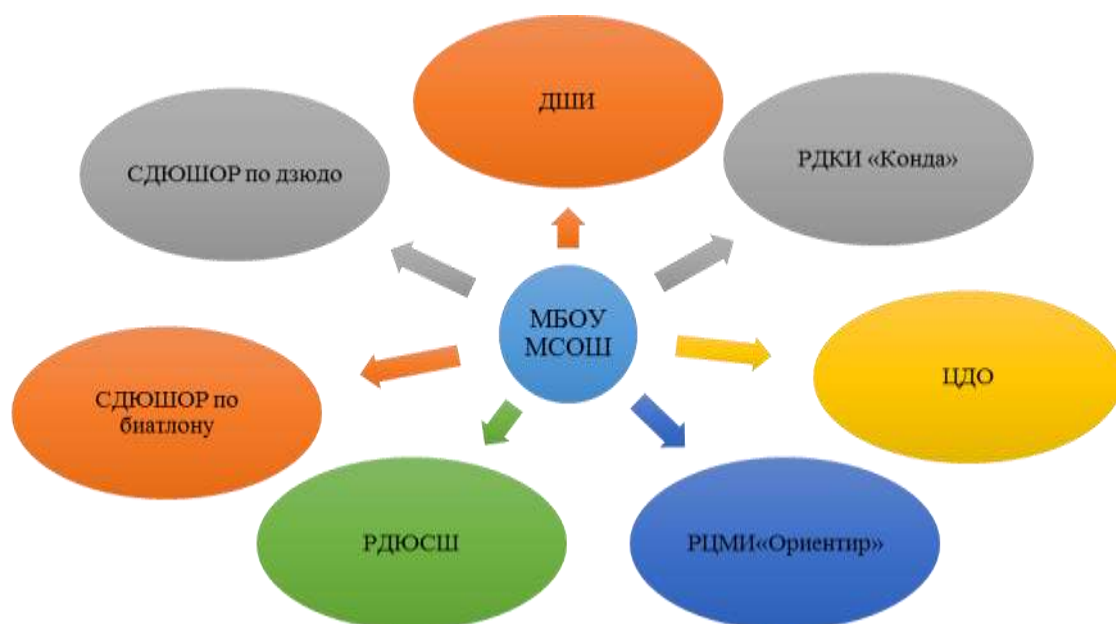 ДШИ
РДКИ «Конда»
СДЮШОР по дзюдо
МБОУ
МСОШ
ЦДО
СДЮШОР по
биатлону
РДЮСШ
РЦМИ«Ориентир»